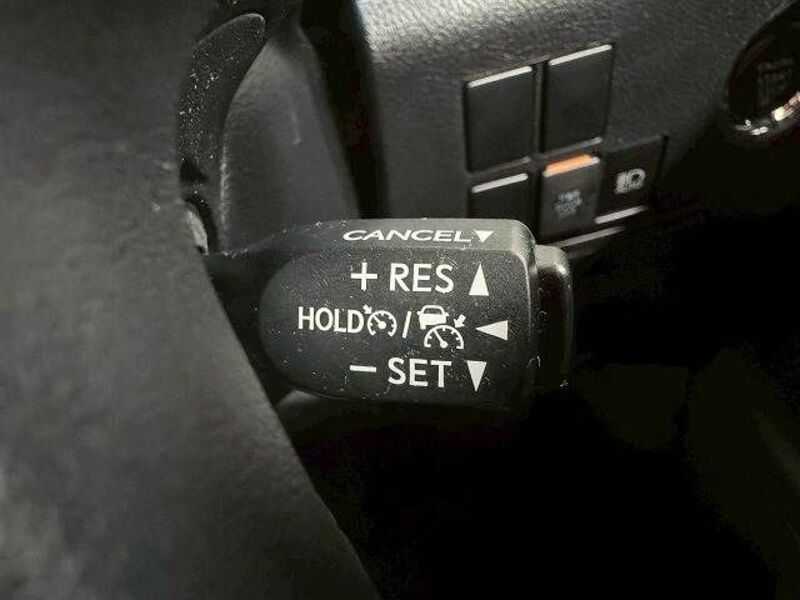 CANCEL▼
+ RES ▲
HOLD / ◀
− SET ▼